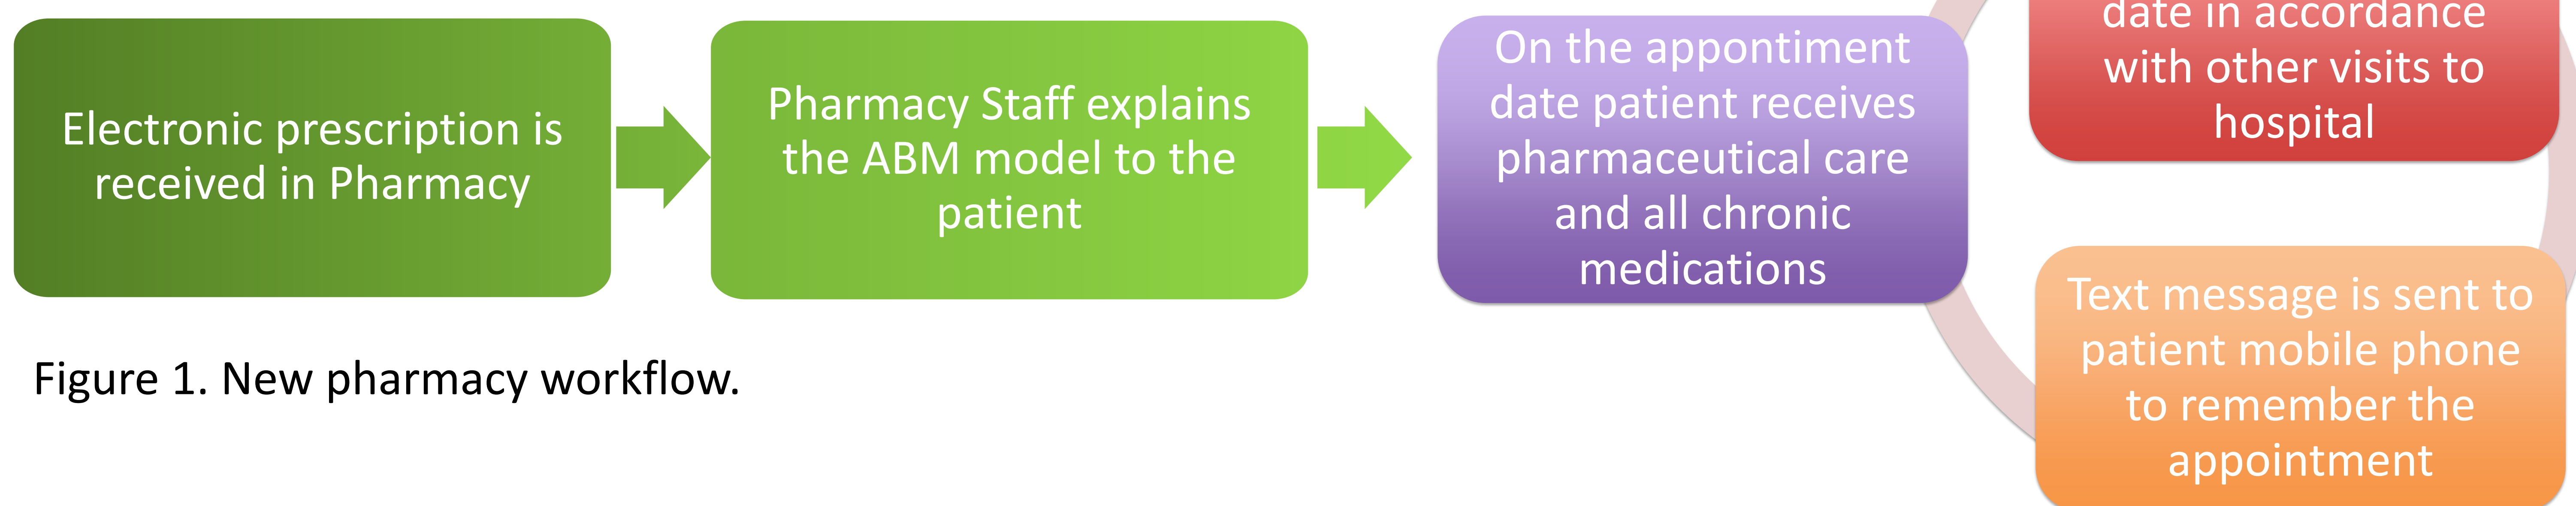 Electronic prescription is
received in Pharmacy
Pharmacy Staff explains
the ABM model to the
patient
On the appontiment
date patient receives
pharmaceutical care
and all chronic
medications
date in accordance
with other visits to
hospital
Text message is sent to
patient mobile phone
to remember the
appointment
Figure 1. New pharmacy workflow.